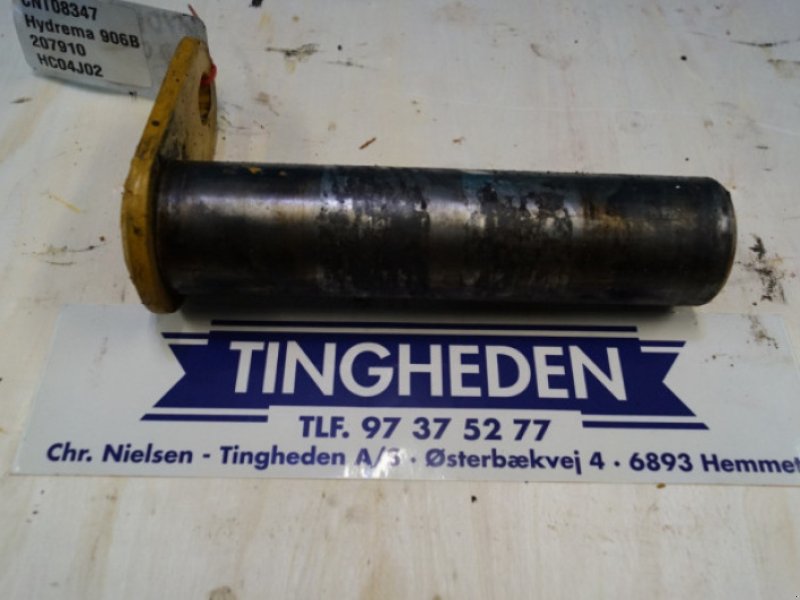 CNT08347
Hydrema 906B
207910
HC04J02
TINGHEDEN
TLF. 97 37 52 77
Chr. Nielsen - Tingheden A/S · Østerbækvej 4 · 6893 Hemmet